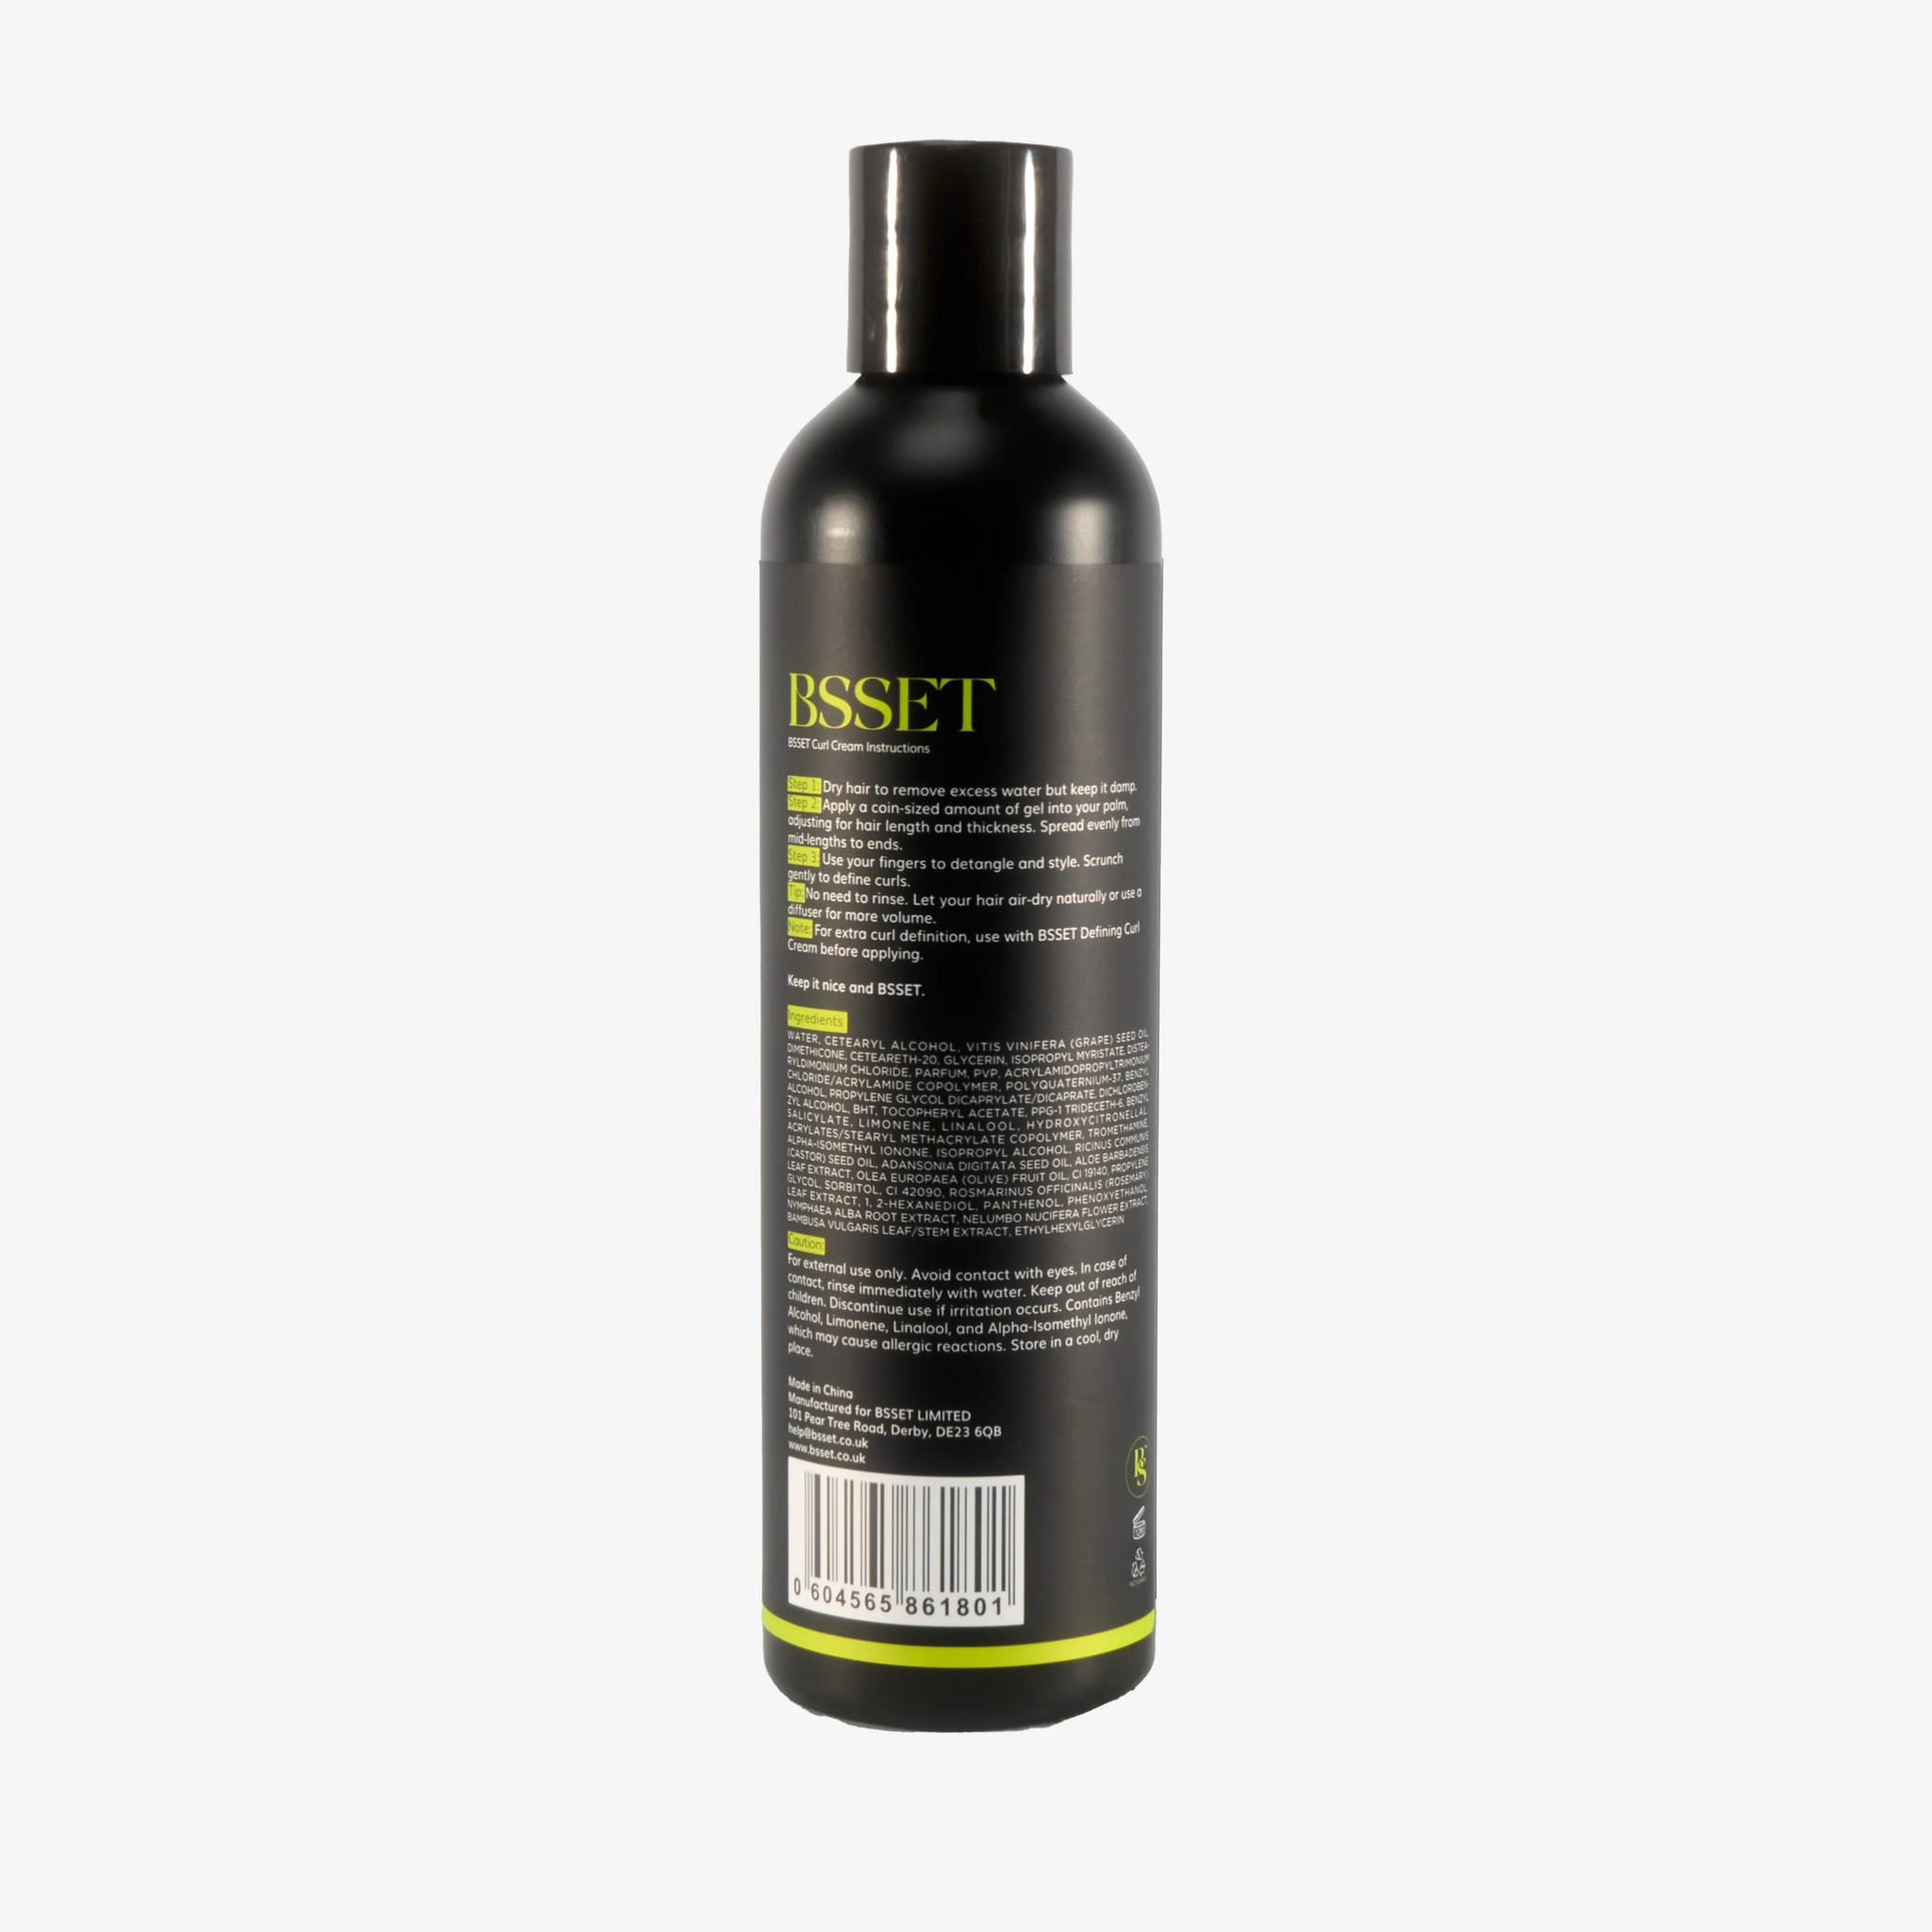 BSSET
BSSET Curl Cream Instructions
Step 1: Dry hair to remove excess water but keep it damp.
Step 2: Apply a coin-sized amount of gel into your palm,
adjusting for hair length and thickness. Spread evenly from
mid-lengths to ends.
Step 3: Use your fingers to detangle and style. Scrunch
gently to define curls.
Tip: No need to rinse. Let your hair air-dry naturally or use a
diffuser for more volume.
Note: For extra curl definition, use with BSSET Defining Curl
Cream before applying.
Keep it nice and BSSET.
Ingredients
WATER, CETEARYL ALCOHOL, VITIS VINIFERA (GRAPE) SEED OIL,
DIMETHICONE, CETEARETH-20, GLYCERIN, ISOPROPYL MYRISTATE, DISTEA-
RYLDIMONIUM CHLORIDE, PARFUM, PVP, ACRYLAMIDOPROPYLTRIMONIUM
CHLORIDE/ACRYLAMIDE COPOLYMER, POLYQUATERNIUM-37, BENZYL
ALCOHOL, PROPYLENE GLYCOL DICAPRYLATE/DICAPRATE, DICHLOROBEN-
ZYL ALCOHOL, BHT, TOCOPHERYL ACETATE, PPG-1 TRIDECETH-6, BENZYL
SALICYLATE, LIMONENE, LINALOOL, HYDROXYCITRONELLAL,
ACRYLATES/STEARYL METHACRYLATE COPOLYMER, TROMETHAMINE,
ALPHA-ISOMETHYL IONONE, ISOPROPYL ALCOHOL, RICINUS COMMUNIS
(CASTOR) SEED OIL, ADANSONIA DIGITATA SEED OIL, ALOE BARBADENSIS
LEAF EXTRACT, OLEA EUROPAEA (OLIVE) FRUIT OIL, CI 19140, PROPYLENE
GLYCOL, SORBITOL, CI 42090, ROSMARINUS OFFICINALIS (ROSEMARY)
LEAF EXTRACT, 1, 2-HEXANEDIOL, PANTHENOL, PHENOXYETHANOL,
NYMPHAEA ALBA ROOT EXTRACT, NELUMBO NUCIFERA FLOWER EXTRACT,
BAMBUSA VULGARIS LEAF/STEM EXTRACT, ETHYLHEXYLGLYCERIN
Caution:
For external use only. Avoid contact with eyes. In case of
contact, rinse immediately with water. Keep out of reach of
children. Discontinue use if irritation occurs. Contains Benzyl
Alcohol, Limonene, Linalool, and Alpha-Isomethyl Ionone,
which may cause allergic reactions. Store in a cool, dry
place.
Made in China
Manufactured for BSSET LIMITED
101 Pear Tree Road, Derby, DE23 6QB
help@bsset.co.uk
www.bsset.co.uk
0 604565 861801